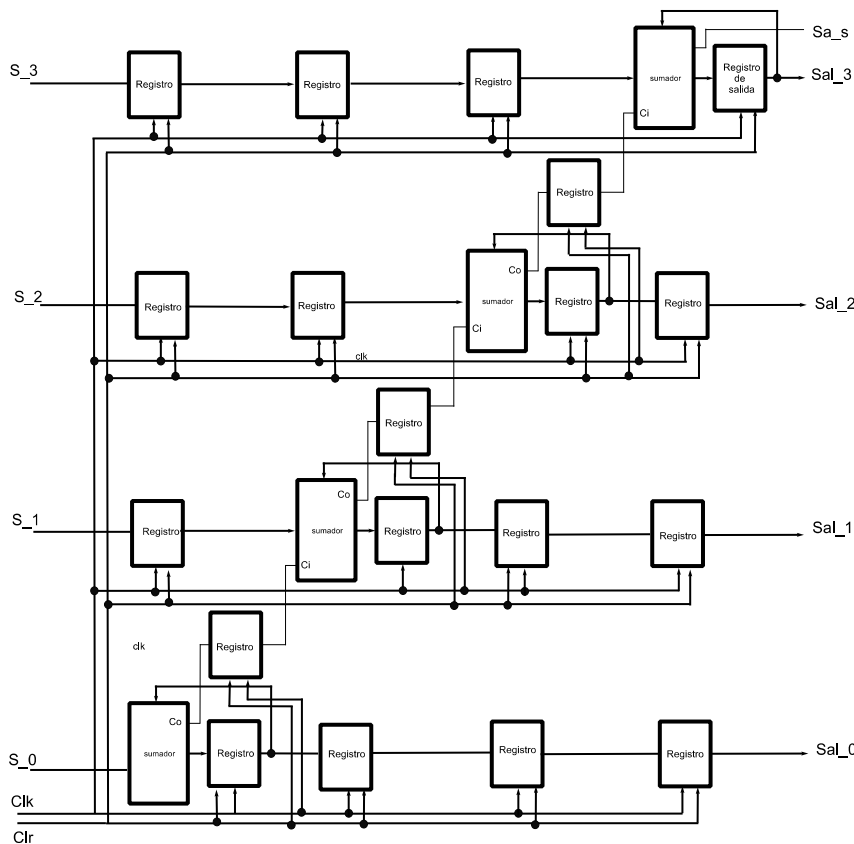 Sa_s
S_3
Registro
Registro
Registro
sumador
Registro
de
salida
Sal_3
Ci
Registro
Co
S_2
Registro
Registro
sumador
Registro
Registro
Sal_2
Ci
clk
Registro
Co
S_1
Registro
sumador
Registro
Registro
Registro
Sal_1
Ci
clk
Registro
Co
S_0
sumador
Registro
Registro
Registro
Registro
Sal_0
Clk
Clr